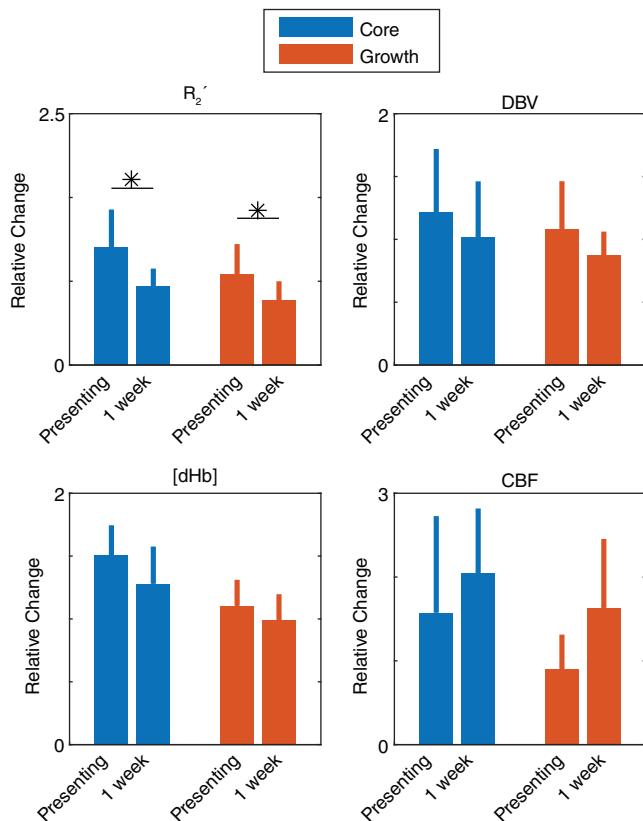 Core
Growth
R₂´
2.5
Relative Change
0
Presenting
1 week
Presenting
1 week
DBV
2
Relative Change
0
Presenting
1 week
Presenting
1 week
[dHb]
2
Relative Change
0
Presenting
1 week
Presenting
1 week
CBF
3
Relative Change
0
Presenting
1 week
Presenting
1 week